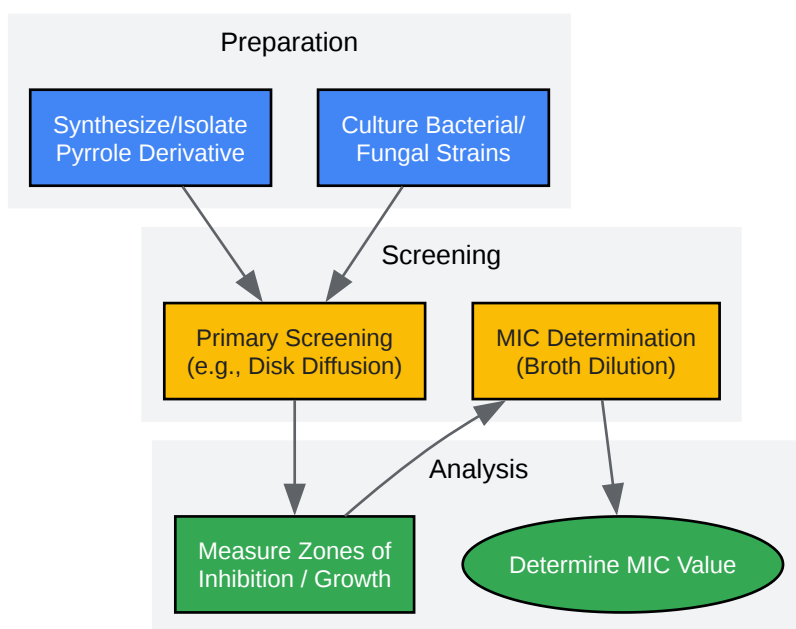 Preparation
Synthesize/Isolate
Pyrrole Derivative
Culture Bacterial/
Fungal Strains
Screening
Primary Screening
(e.g., Disk Diffusion)
MIC Determination
(Broth Dilution)
Analysis
Measure Zones of
Inhibition / Growth
Determine MIC Value